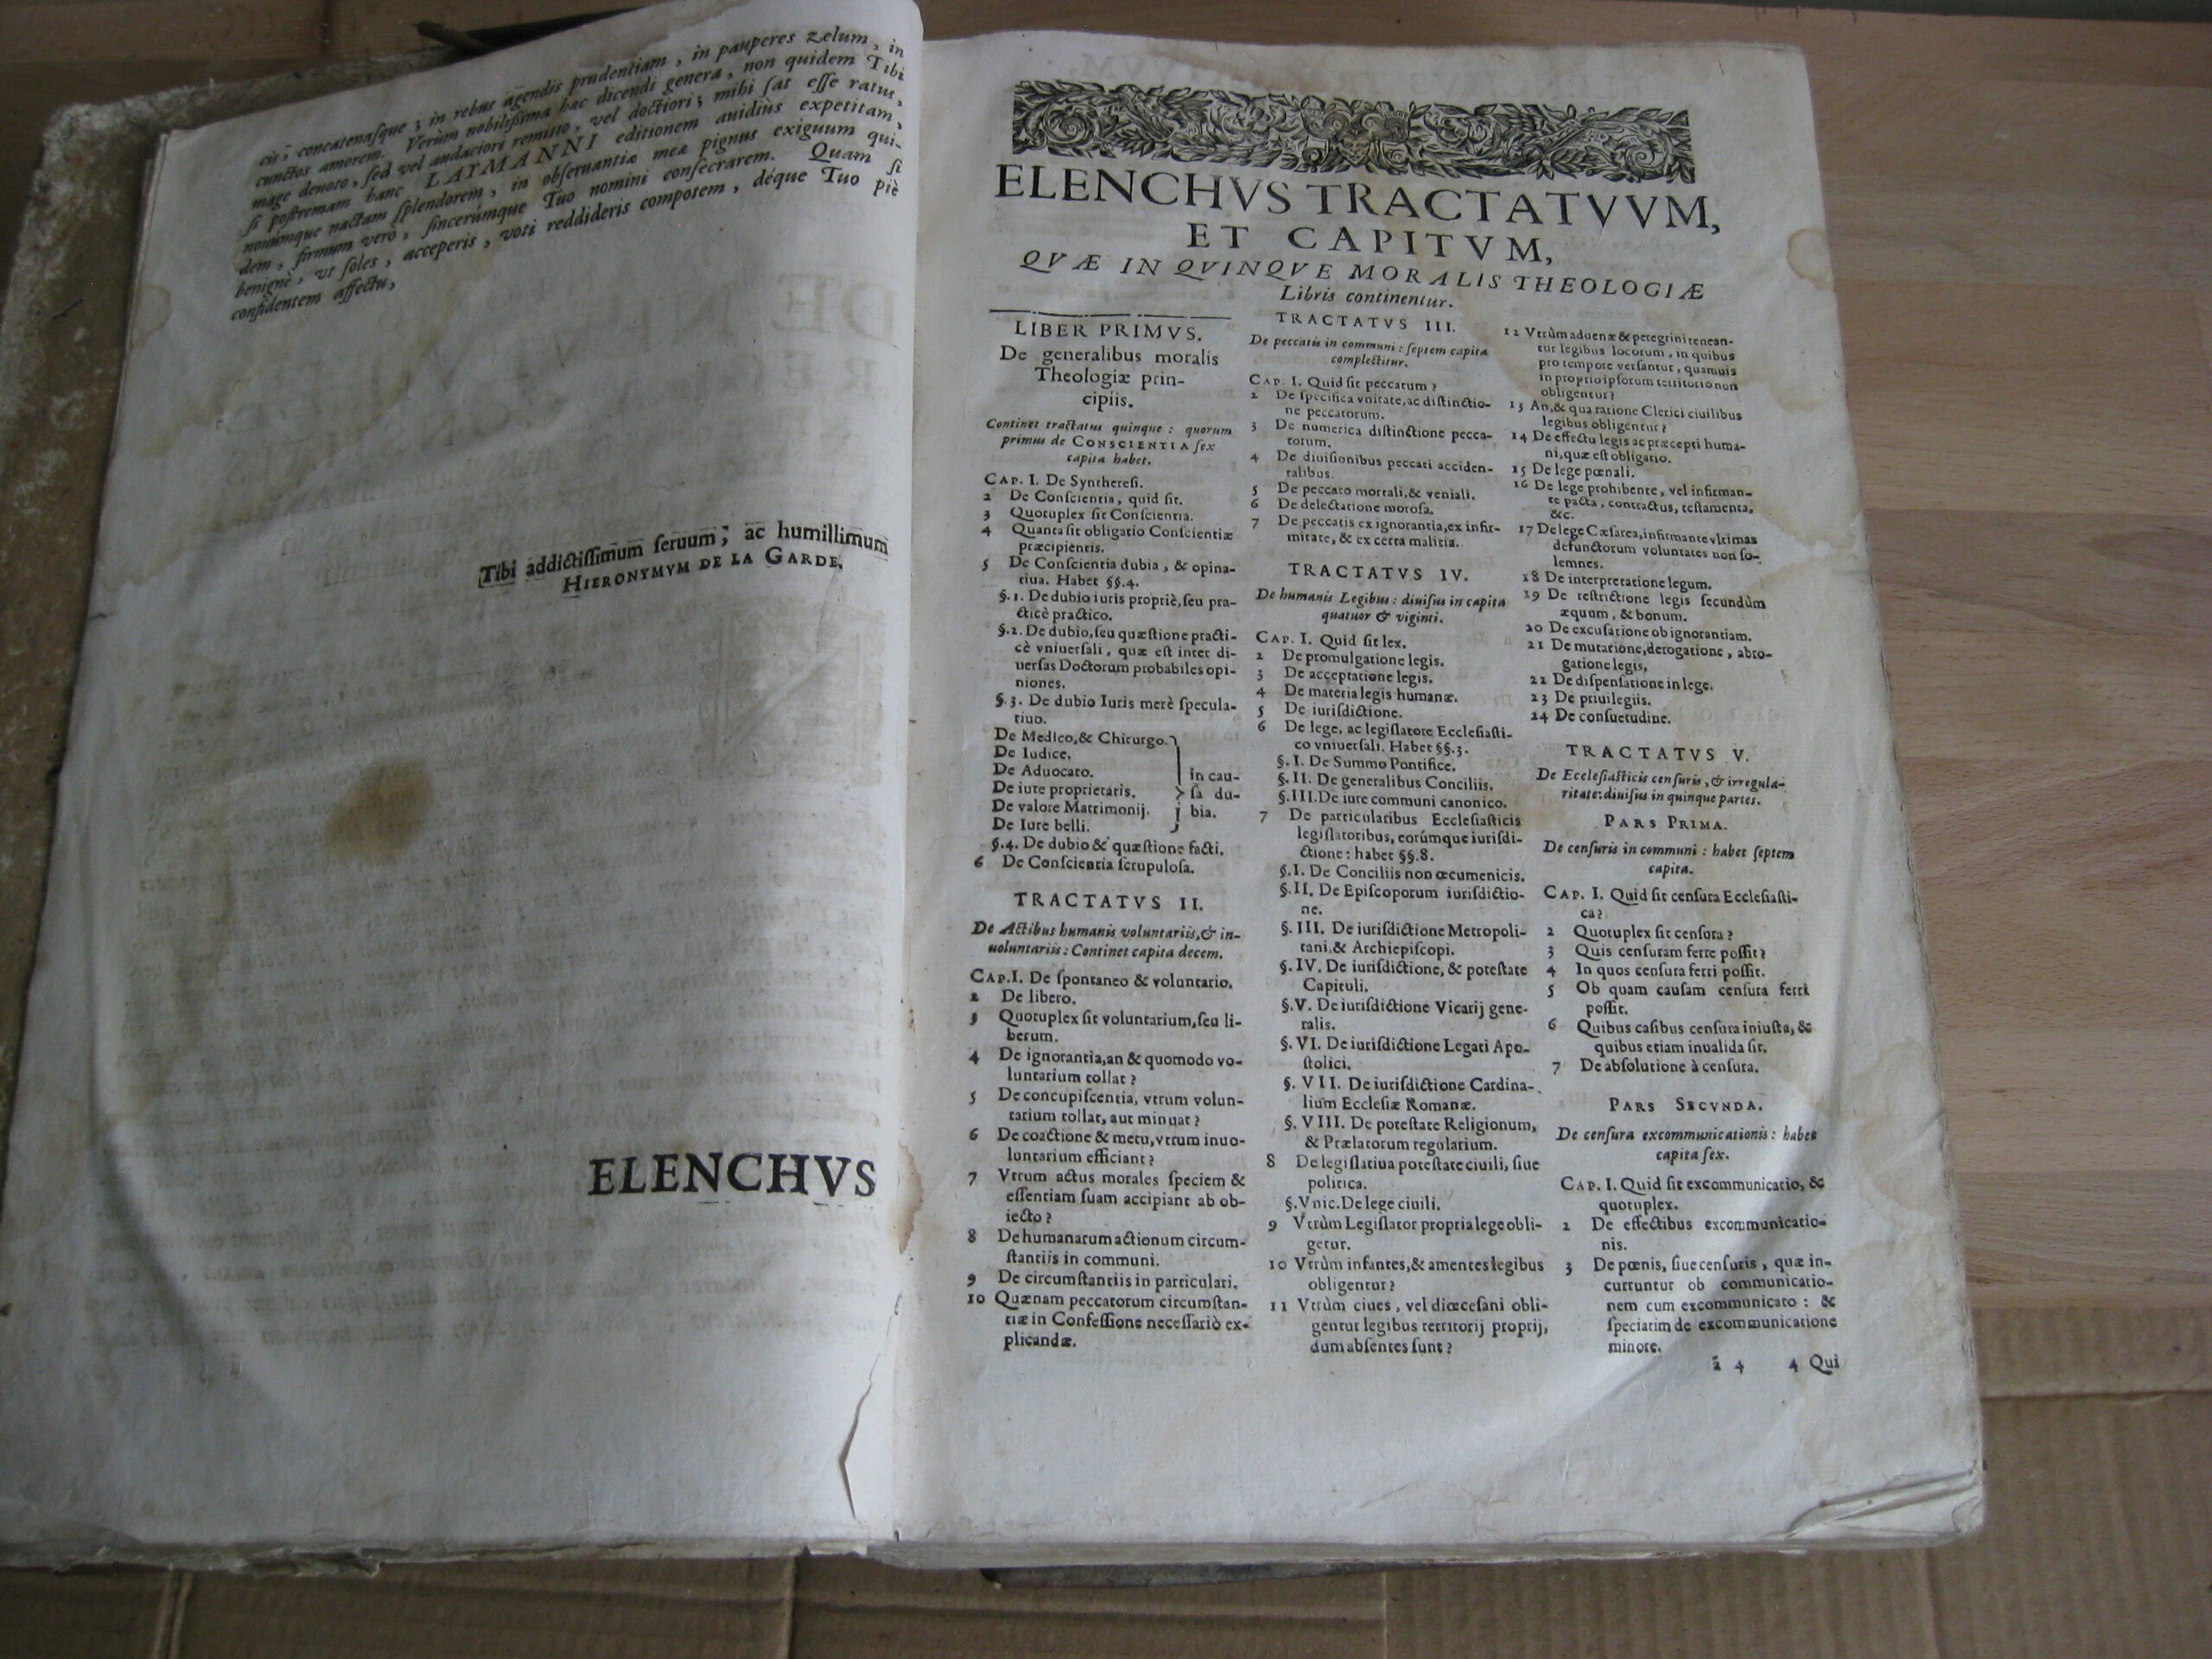 cis, concatenasque ; in rebus agendis prudentiam, in pauperes zelum, in
cunctos amorem. Verùm nobilißima hæc dicendi genera, non quidem Tibi
mage deuoto, sed vel audaciori remitto, vel doctiori; mihi sat esse ratus,
si postremam hanc LAYMANNI editionem auidiùs expetitam,
nouúmque nactam splendorem, in obseruantiæ meæ pignus exiguum qui-
dem, firmum verò, sincerúmque Tuo nomini consecrarem. Quam si
benignè, vt soles, acceperis, voti reddideris compotem, déque Tuo piè
confidentem affectu,
Tibi addictissimum seruum; ac humillimum
HIERONYMVM DE LA GARDE,
ELENCHVS
ELENCHVS TRACTATVVM,
ET CAPITVM,
QVÆ IN QVINQVE MORALIS THEOLOGIÆ
Libris continentur.
LIBER PRIMVS.
De generalibus moralis
Theologiæ prin-
cipiis.
Continet tractatus quinque : quorum
primus de CONSCIENTIA sex
capita habet.
CAP. I. De Syntheresi.
2 De Conscientia, quid sit.
3 Quotuplex sit Conscientia.
4 Quanta sit obligatio Conscientiæ
præcipientis.
5 De Conscientia dubia, & opina-
tiua. Habet §§.4.
§.1. De dubio iuris propriè, seu pra-
cticè practico.
§.2. De dubio, seu quæstione practi-
cè vniuersali, quæ est inter di-
uersas Doctorum probabiles opi-
niones.
§.3. De dubio Iuris merè specula-
tiuo.
De Medico, & Chirurgo.
De Iudice.
De Aduocato.
De iure proprietatis.
De valore Matrimonij.
De Iure belli.
in cau-
sa du-
bia.
§.4. De dubio & quæstione facti.
6 De Conscientia scrupulosa.
TRACTATVS II.
De Actibus humanis voluntariis, & in-
uoluntariis : Continet capita decem.
CAP. I. De spontaneo & voluntario.
2 De libero.
3 Quotuplex sit voluntarium, seu li-
berum.
4 De ignorantia, an & quomodo vo-
luntarium tollat ?
5 De concupiscentia, vtrum volun-
tarium tollat, aut minuat ?
6 De coactione & metu, vtrum inuo-
luntarium efficiant ?
7 Vtrum actus morales speciem &
essentiam suam accipiant ab ob-
iecto ?
8 De humanarum actionum circum-
stantiis in communi.
9 De circumstantiis in particulari.
10 Quænam peccatorum circumstan-
tiæ in Confessione necessariò ex-
plicandæ.
TRACTATVS III.
De peccatis in communi : septem capita
complectitur.
CAP. I. Quid sit peccatum ?
2 De specifica vnitate, ac distinctio-
ne peccatorum.
3 De numerica distinctione pecca-
torum.
4 De diuisionibus peccati acciden-
talibus.
5 De peccato mortali, & veniali.
6 De delectatione morosa.
7 De peccatis ex ignorantia, ex infir-
mitate, & ex certa malitia.
TRACTATVS IV.
De humanis Legibus : diuisus in capita
quatuor & viginti.
CAP. I. Quid sit lex.
2 De promulgatione legis.
3 De acceptatione legis.
4 De materia legis humanæ.
5 De iurisdictione.
6 De lege, ac legislatore Ecclesiasti-
co vniuersali. Habet §§.3.
§. I. De Summo Pontifice.
§. II. De generalibus Conciliis.
§. III. De iure communi canonico.
7 De particularibus Ecclesiasticis
legislatoribus, eorúmque iurisdi-
ctione : habet §§.8.
§. I. De Conciliis non œcumenicis.
§. II. De Episcoporum iurisdictio-
ne.
§. III. De iurisdictione Metropoli-
tani, & Archiepiscopi.
§. IV. De iurisdictione, & potestate
Capituli.
§. V. De iurisdictione Vicarij gene-
ralis.
§. VI. De iurisdictione Legati Apo-
stolici.
§. VII. De iurisdictione Cardina-
lium Ecclesiæ Romanæ.
§. VIII. De potestate Religionum,
& Prælatorum regularium.
8 De legislatiua potestate ciuili, siue
politica.
§. Vnic. De lege ciuili.
9 Vtrùm Legislator propria lege obli-
getur.
10 Vtrùm infantes, & amentes legibus
obligentur ?
11 Vtrùm ciues, vel diœcesani obli-
gentur legibus territorij proprij,
dum absentes sunt ?
12 Vtrùm aduenæ & peregrini tenean-
tur legibus locorum, in quibus
pro tempore versantur, quamuis
in proprio ipsorum territorio non
obligentur ?
13 An, & qua ratione Clerici ciuilibus
legibus obligentur ?
14 De effectu legis ac præcepti huma-
ni, quæ est obligatio.
15 De lege pœnali.
16 De lege prohibente, vel infirman-
te pacta, contractus, testamenta,
&c.
17 De lege Cæsarea, infirmante vltimas
defunctorum voluntates non so-
lemnes.
18 De interpretatione legum.
19 De restrictione legis secundùm
æquum, & bonum.
20 De excusatione ob ignorantiam.
21 De mutatione, derogatione, abro-
gatione legis.
22 De dispensatione in lege.
23 De priuilegiis.
24 De consuetudine.
TRACTATVS V.
De Ecclesiasticis censuris, & irregula-
ritate: diuisus in quinque partes.
PARS PRIMA.
De censuris in communi : habet septem
capita.
CAP. I. Quid sit censura Ecclesiasti-
ca ?
2 Quotuplex sit censura ?
3 Quis censuram ferre possit ?
4 In quos censura ferri possit.
5 Ob quam causam censura ferri
possit.
6 Quibus casibus censura iniusta, &
quibus etiam inualida sit.
7 De absolutione à censura.
PARS SECVNDA.
De censura excommunicationis : habet
capita sex.
CAP. I. Quid sit excommunicatio, &
quotuplex.
2 De effectibus excommunicatio-
nis.
3 De pœnis, siue censuris, quæ in-
curruntur ob communicatio-
nem cum excommunicato : &
speciatim de excommunicatione
minore.
ã 4 4 Qui